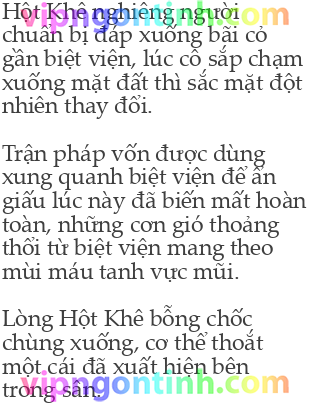 Hột Khê nghiêng người
vipngontinh.com
chuẩn bị đáp xuống bãi cỏ
gần biệt viện, lúc cô sắp chạm
xuống mặt đất thì sắc mặt đột
nhiên thay đổi.
Trận pháp vốn được dùng
xung quanh biệt viện để ẩn
giấu lúc này đã biến mất hoàn
toàn, những cơn gió thoảng
thổi từ biệt viện mang theo
mùi máu tanh vực mũi.
Lòng Hột Khê bỗng chốc
chùng xuống, cơ thể thoắt
một cái đã xuất hiện bên
vipngontinh.com
trong sân.